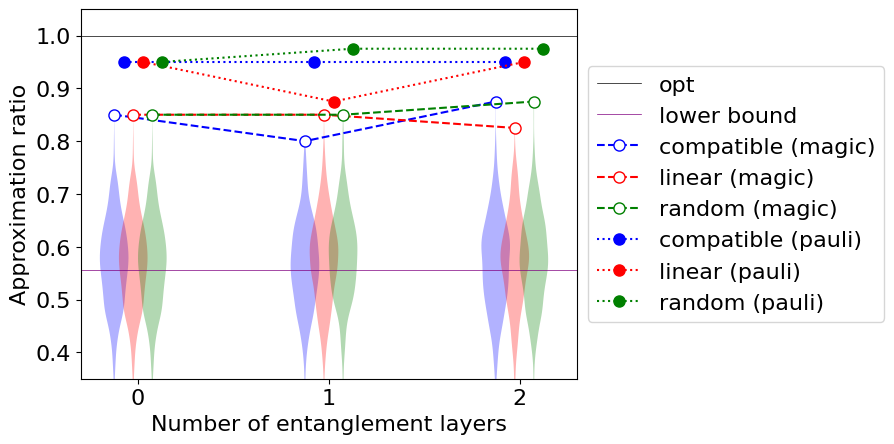 Approximation ratio
1.0
0.9
0.8
0.7
0.6
0.5
0.4
0
1
2
Number of entanglement layers
opt
lower bound
compatible (magic)
linear (magic)
random (magic)
compatible (pauli)
linear (pauli)
random (pauli)